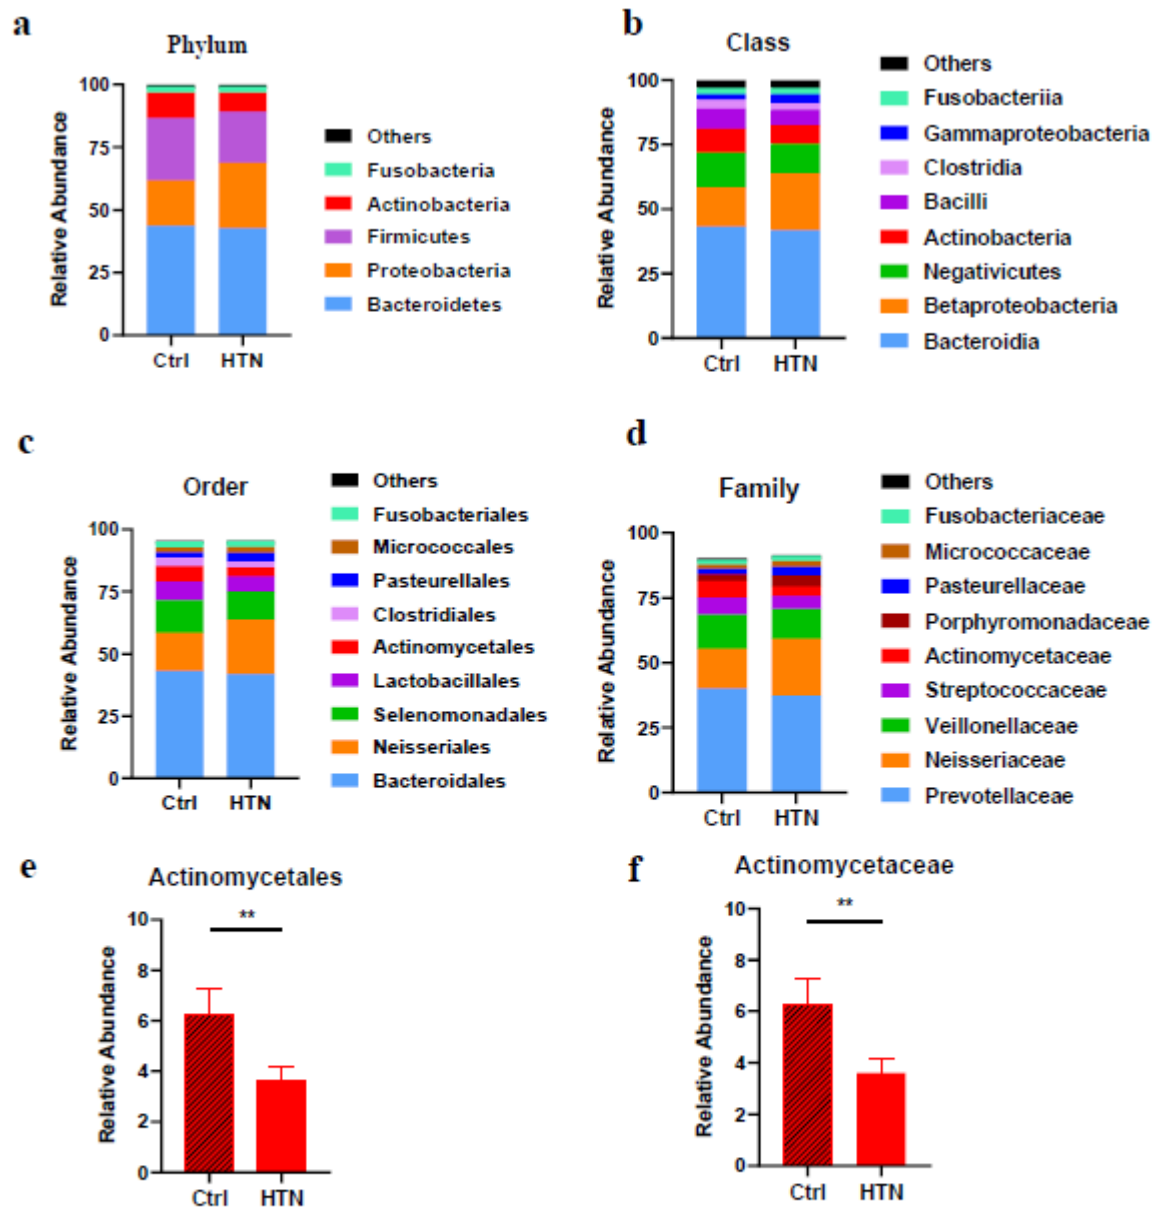 a
Phylum
Relative Abundance
100
75
50
25
0
Ctrl HTN
Others
Fusobacteria
Actinobacteria
Firmicutes
Proteobacteria
Bacteroidetes
b
Class
Relative Abundance
100
75
50
25
0
Ctrl HTN
Others
Fusobacteriia
Gammaproteobacteria
Clostridia
Bacilli
Actinobacteria
Negativicutes
Betaproteobacteria
Bacteroidia
c
Order
Relative Abundance
100
75
50
25
0
Ctrl HTN
Others
Fusobacteriales
Micrococcales
Pasteurellales
Clostridiales
Actinomycetales
Lactobacillales
Selenomonadales
Neisseriales
Bacteroidales
d
Family
Relative Abundance
100
75
50
25
0
Ctrl HTN
Others
Fusobacteriaceae
Micrococcaceae
Pasteurellaceae
Porphyromonadaceae
Actinomycetaceae
Streptococcaceae
Veillonellaceae
Neisseriaceae
Prevotellaceae
e
Actinomycetales
Relative Abundance
10
8
6
4
2
0
**
Ctrl HTN
f
Actinomycetaceae
Relative Abundance
10
8
6
4
2
0
**
Ctrl HTN